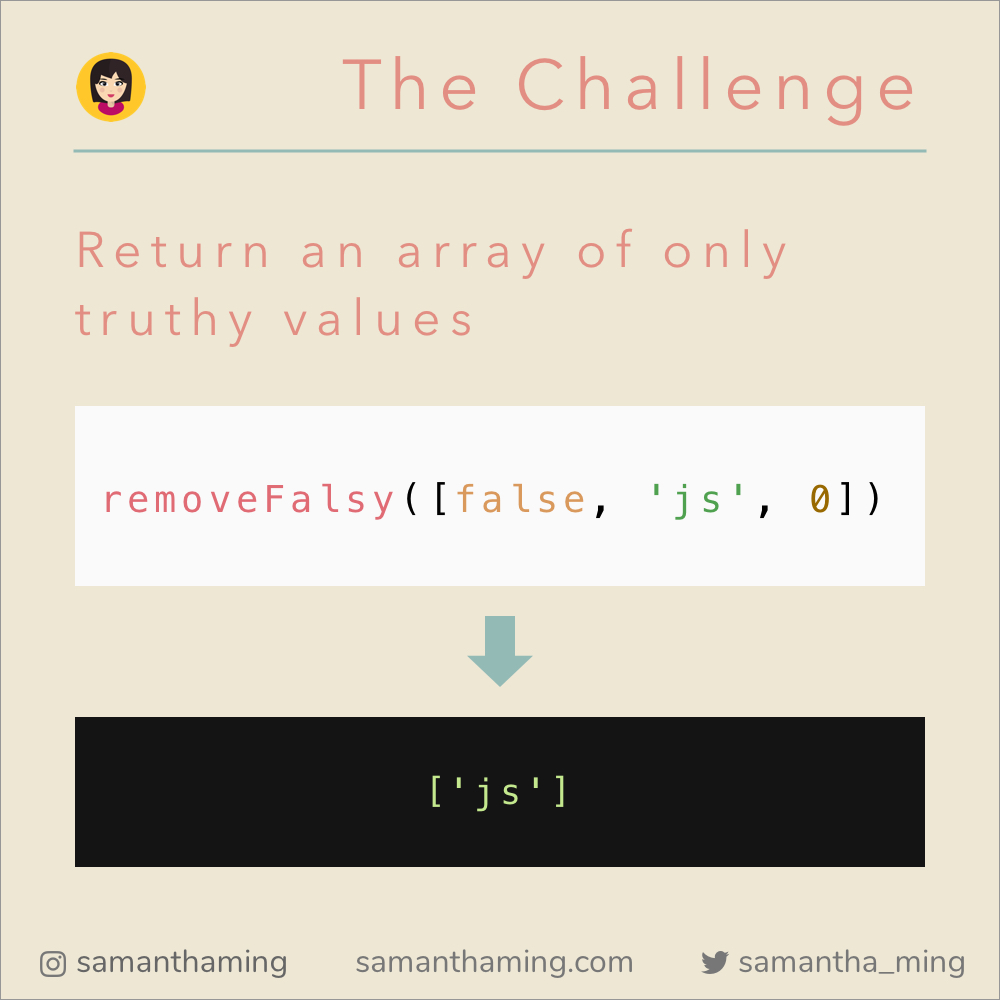 The Challenge
Return an array of only
truthy values
removeFalsy([false, 'js', 0])
['js']
samanthaming samanthaming.com samantha_ming